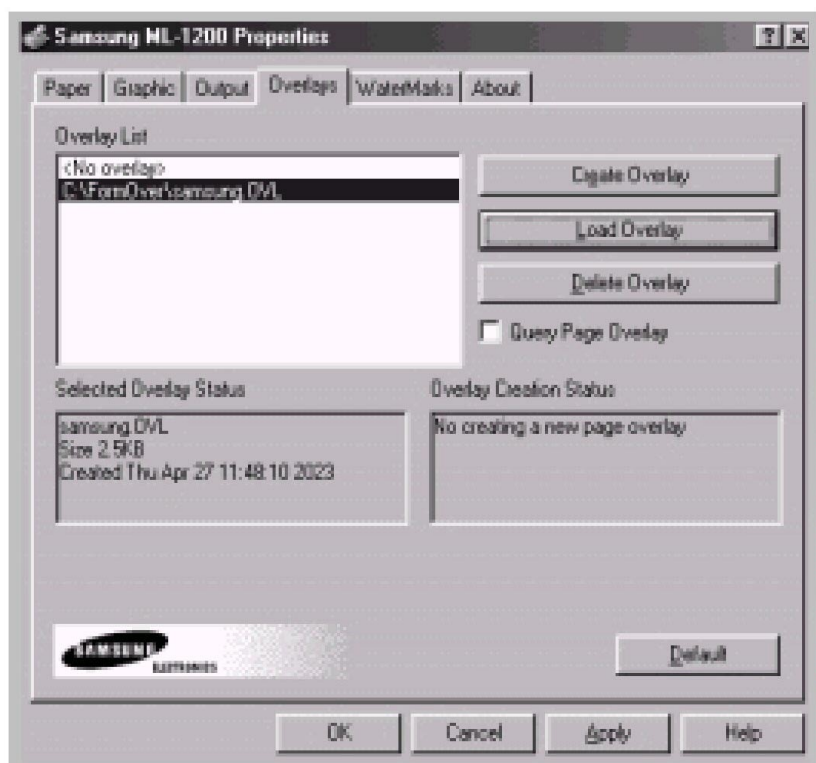 Samsung ML-1200 Properties
Paper Graphic Output Overlays WaterMarks About
Overlay List
<No overlay>
C:\FormOver\samsung.OVL
Create Overlay
Load Overlay
Delete Overlay
Query Page Overlay
Selected Overlay Status
samsung.OVL
Size 2.5KB
Created Thu Apr 27 11:48:10 2023
Overlay Creation Status
No creating a new page overlay
SAMSUNG
ELECTRONICS
Default
OK Cancel Apply Help